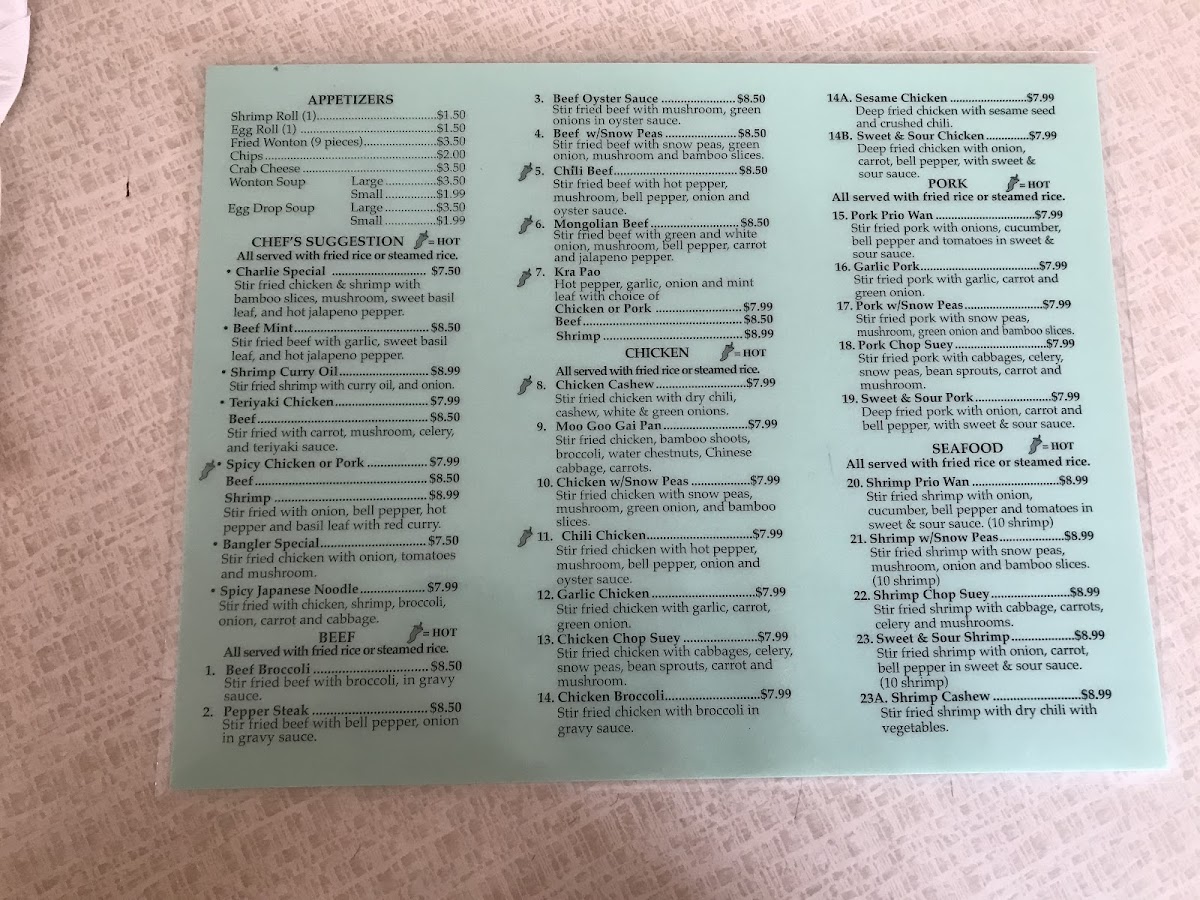 APPETIZERS
Shrimp Roll (1)..............................$1.50
Egg Roll (1) ..................................$1.50
Fried Wonton (9 pieces)..................$3.50
Chips ...........................................$2.00
Crab Cheese ..................................$3.50
Wonton Soup Large .............$3.50
Small .............$1.99
Egg Drop Soup Large .............$3.50
Small .............$1.99
CHEF'S SUGGESTION = HOT
All served with fried rice or steamed rice.
• Charlie Special ....................... $7.50
Stir fried chicken & shrimp with
bamboo slices, mushroom, sweet basil
leaf, and hot jalapeno pepper.
• Beef Mint.................................$8.50
Stir fried beef with garlic, sweet basil
leaf, and hot jalapeno pepper.
• Shrimp Curry Oil......................$8.99
Stir fried shrimp with curry oil, and onion.
• Teriyaki Chicken.......................$7.99
Beef..........................................$8.50
Stir fried with carrot, mushroom, celery,
and teriyaki sauce.
• Spicy Chicken or Pork ...............$7.99
Beef..........................................$8.50
Shrimp .....................................$8.99
Stir fried with onion, bell pepper, hot
pepper and basil leaf with red curry.
• Bangler Special..........................$7.50
Stir fried chicken with onion, tomatoes
and mushroom.
• Spicy Japanese Noodle................$7.99
Stir fried with chicken, shrimp, broccoli,
onion, carrot and cabbage.
BEEF = HOT
All served with fried rice or steamed rice.
1. Beef Broccoli ............................$8.50
Stir fried beef with broccoli, in gravy
sauce.
2. Pepper Steak ............................$8.50
Stir fried beef with bell pepper, onion
in gravy sauce.
3. Beef Oyster Sauce ..................$8.50
Stir fried beef with mushroom, green
onions in oyster sauce.
4. Beef w/Snow Peas ..................$8.50
Stir fried beef with snow peas, green
onion, mushroom and bamboo slices.
5. Chili Beef...............................$8.50
Stir fried beef with hot pepper,
mushroom, bell pepper, onion and
oyster sauce.
6. Mongolian Beef......................$8.50
Stir fried beef with green and white
onion, mushroom, bell pepper, carrot
and jalapeno pepper.
7. Kra Pao
Hot pepper, garlic, onion and mint
leaf with choice of
Chicken or Pork .....................$7.99
Beef........................................$8.50
Shrimp ...................................$8.99
CHICKEN = HOT
All served with fried rice or steamed rice.
8. Chicken Cashew......................$7.99
Stir fried chicken with dry chili,
cashew, white & green onions.
9. Moo Goo Gai Pan.....................$7.99
Stir fried chicken, bamboo shoots,
broccoli, water chestnuts, Chinese
cabbage, carrots.
10. Chicken w/Snow Peas ...............$7.99
Stir fried chicken with snow peas,
mushroom, green onion, and bamboo
slices.
11. Chili Chicken..........................$7.99
Stir fried chicken with hot pepper,
mushroom, bell pepper, onion and
oyster sauce.
12. Garlic Chicken .........................$7.99
Stir fried chicken with garlic, carrot,
green onion.
13. Chicken Chop Suey ..................$7.99
Stir fried chicken with cabbages, celery,
snow peas, bean sprouts, carrot and
mushroom.
14. Chicken Broccoli.......................$7.99
Stir fried chicken with broccoli in
gravy sauce.
14A. Sesame Chicken ...................$7.99
Deep fried chicken with sesame seed
and crushed chili.
14B. Sweet & Sour Chicken.............$7.99
Deep fried chicken with onion,
carrot, bell pepper, with sweet &
sour sauce.
PORK = HOT
All served with fried rice or steamed rice.
15. Pork Prio Wan .........................$7.99
Stir fried pork with onions, cucumber,
bell pepper and tomatoes in sweet &
sour sauce.
16. Garlic Pork..............................$7.99
Stir fried pork with garlic, carrot and
green onion.
17. Pork w/Snow Peas....................$7.99
Stir fried pork with snow peas,
mushroom, green onion and bamboo slices.
18. Pork Chop Suey .......................$7.99
Stir fried pork with cabbages, celery,
snow peas, bean sprouts, carrot and
mushroom.
19. Sweet & Sour Pork...................$7.99
Deep fried pork with onion, carrot and
bell pepper, with sweet & sour sauce.
SEAFOOD = HOT
All served with fried rice or steamed rice.
20. Shrimp Prio Wan ......................$8.99
Stir fried shrimp with onion,
cucumber, bell pepper and tomatoes in
sweet & sour sauce. (10 shrimp)
21. Shrimp w/Snow Peas.................$8.99
Stir fried shrimp with snow peas,
mushroom, onion and bamboo slices.
(10 shrimp)
22. Shrimp Chop Suey....................$8.99
Stir fried shrimp with cabbage, carrots,
celery and mushrooms.
23. Sweet & Sour Shrimp................$8.99
Stir fried shrimp with onion, carrot,
bell pepper in sweet & sour sauce.
(10 shrimp)
23A. Shrimp Cashew ......................$8.99
Stir fried shrimp with dry chili with
vegetables.